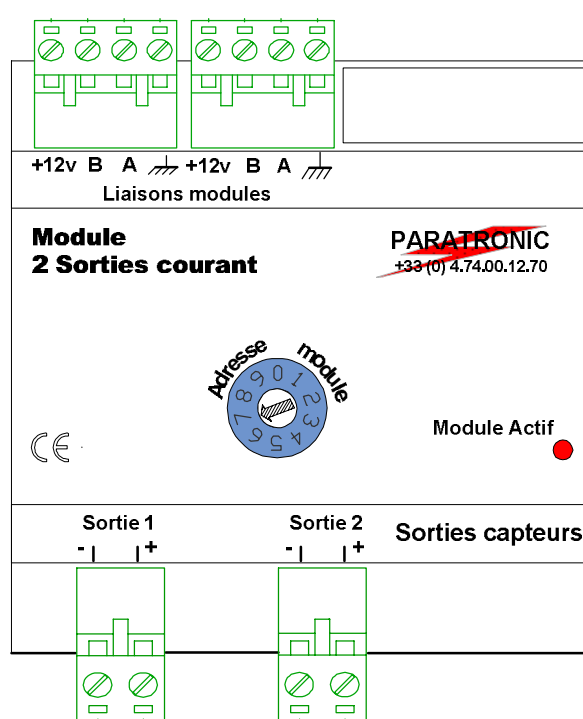 +12v B A +12v B A
Liaisons modules
Module
2 Sorties courant
PARATRONIC
+33 (0) 4.74.00.12.70
Adresse module
0 1 2 3 4 5 6 7 8 9
Module Actif
CE
Sortie 1
Sortie 2
Sorties capteurs
- +
- +